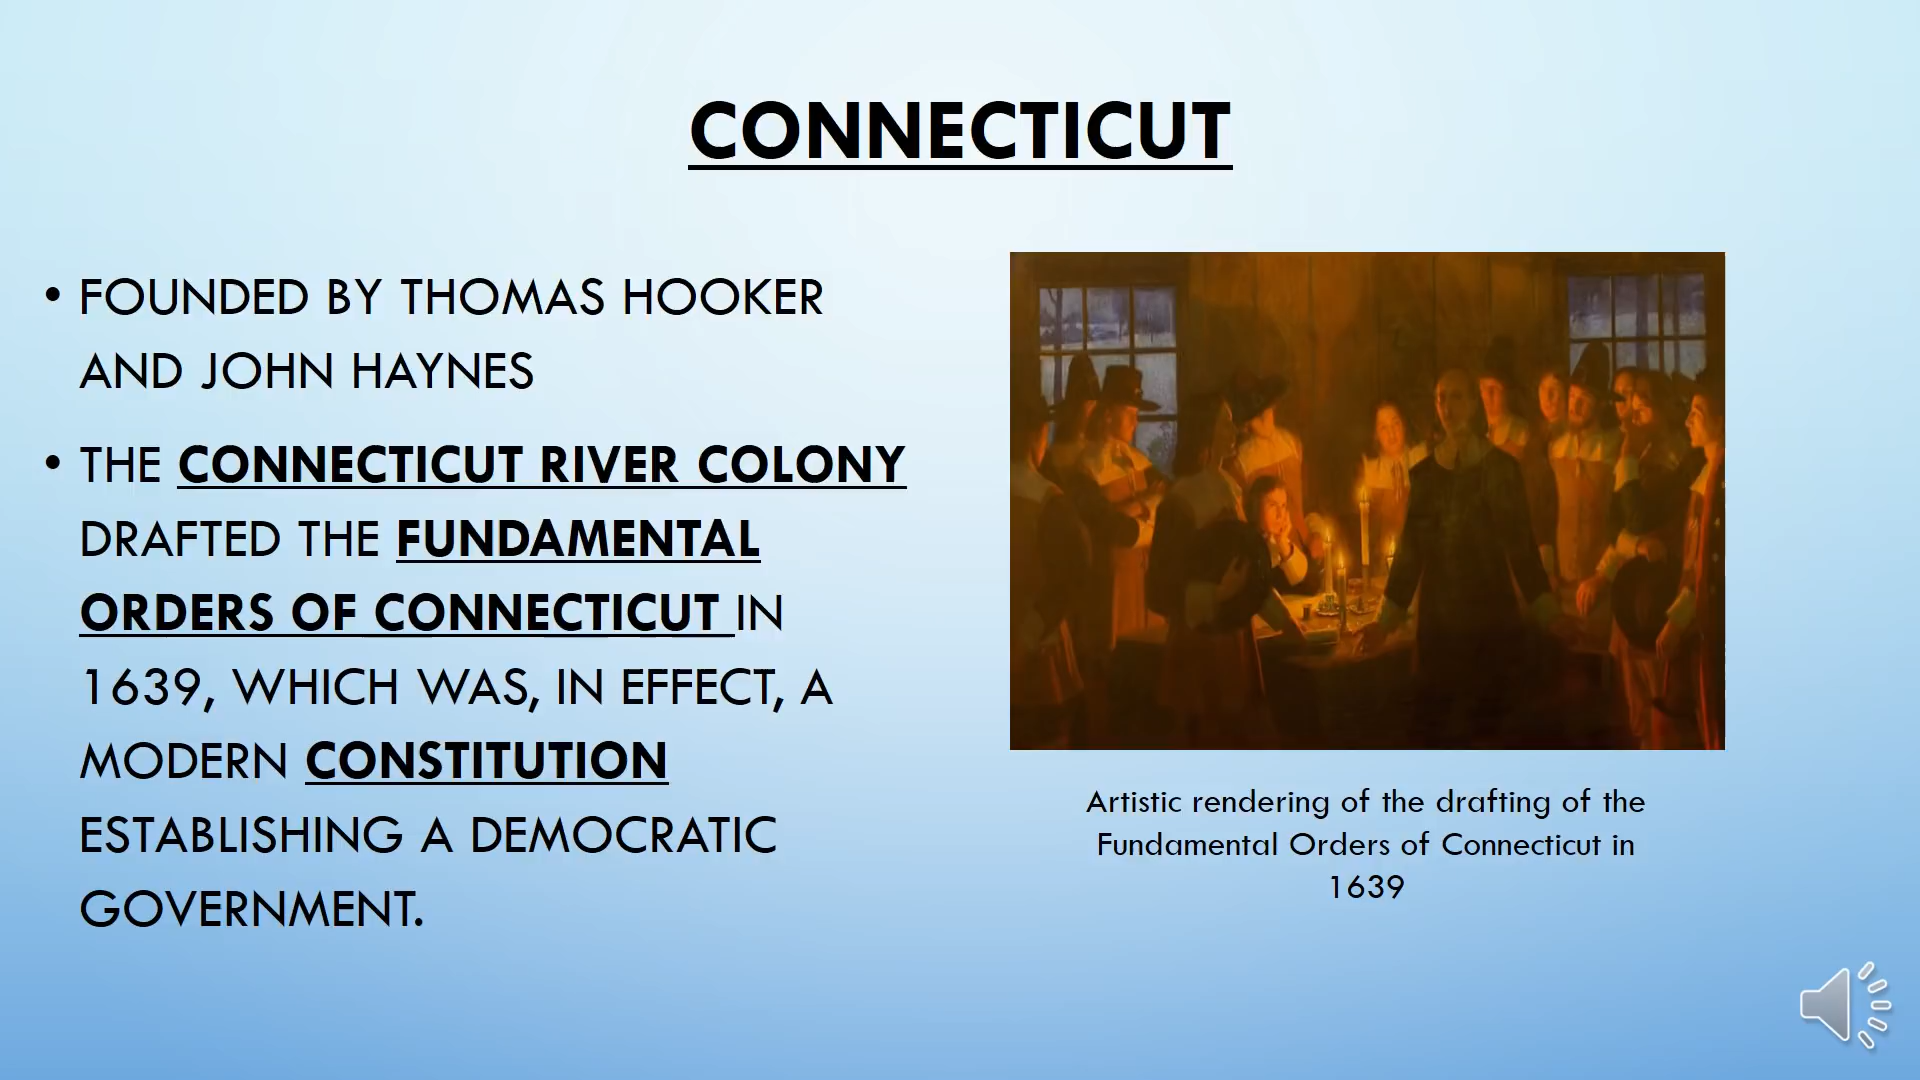 CONNECTICUT
• FOUNDED BY THOMAS HOOKER
AND JOHN HAYNES
• THE CONNECTICUT RIVER COLONY
DRAFTED THE FUNDAMENTAL
ORDERS OF CONNECTICUT IN
1639, WHICH WAS, IN EFFECT, A
MODERN CONSTITUTION
ESTABLISHING A DEMOCRATIC
GOVERNMENT.
Artistic rendering of the drafting of the
Fundamental Orders of Connecticut in
1639